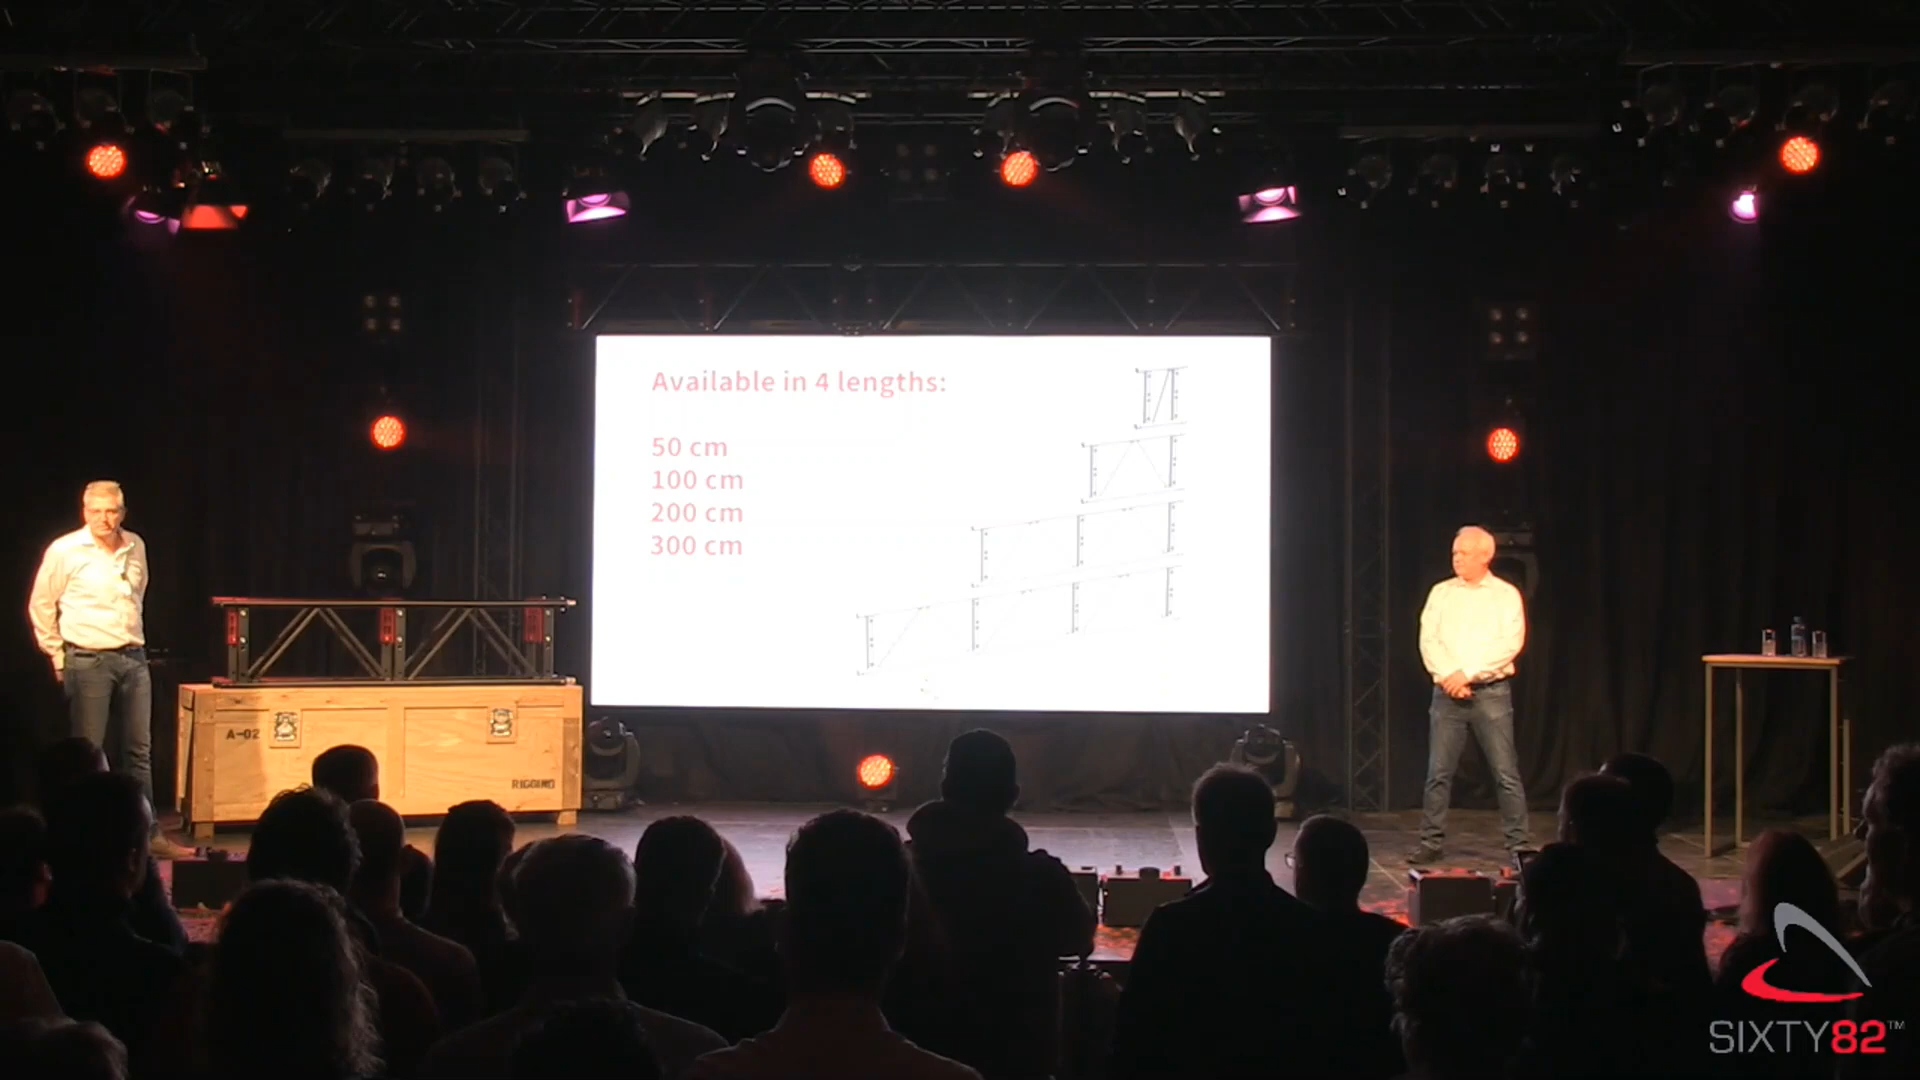 Available in 4 lengths:
50 cm
100 cm
200 cm
300 cm
A-02
RIGGING
SIXTY82™